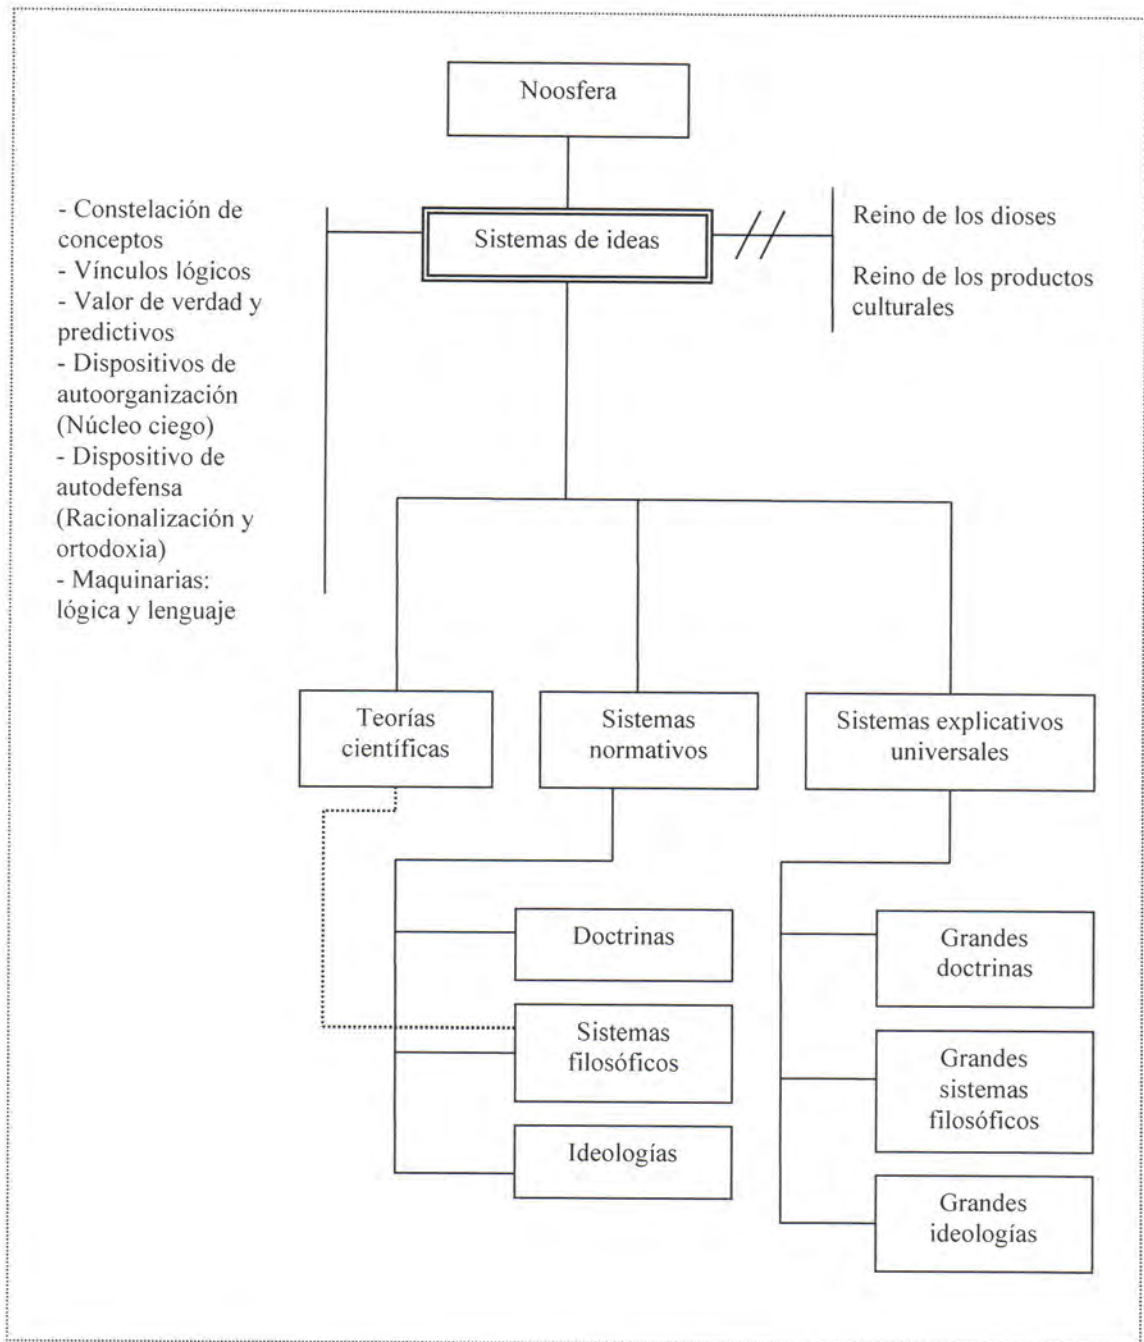 Noosfera
- Constelación de
conceptos
- Vínculos lógicos
- Valor de verdad y
predictivos
- Dispositivos de
autoorganización
(Núcleo ciego)
- Dispositivo de
autodefensa
(Racionalización y
ortodoxia)
- Maquinarias:
lógica y lenguaje
Sistemas de ideas
Reino de los dioses
Reino de los productos
culturales
Teorías
científicas
Sistemas
normativos
Sistemas explicativos
universales
Doctrinas
Sistemas
filosóficos
Ideologías
Grandes
doctrinas
Grandes
sistemas
filosóficos
Grandes
ideologías